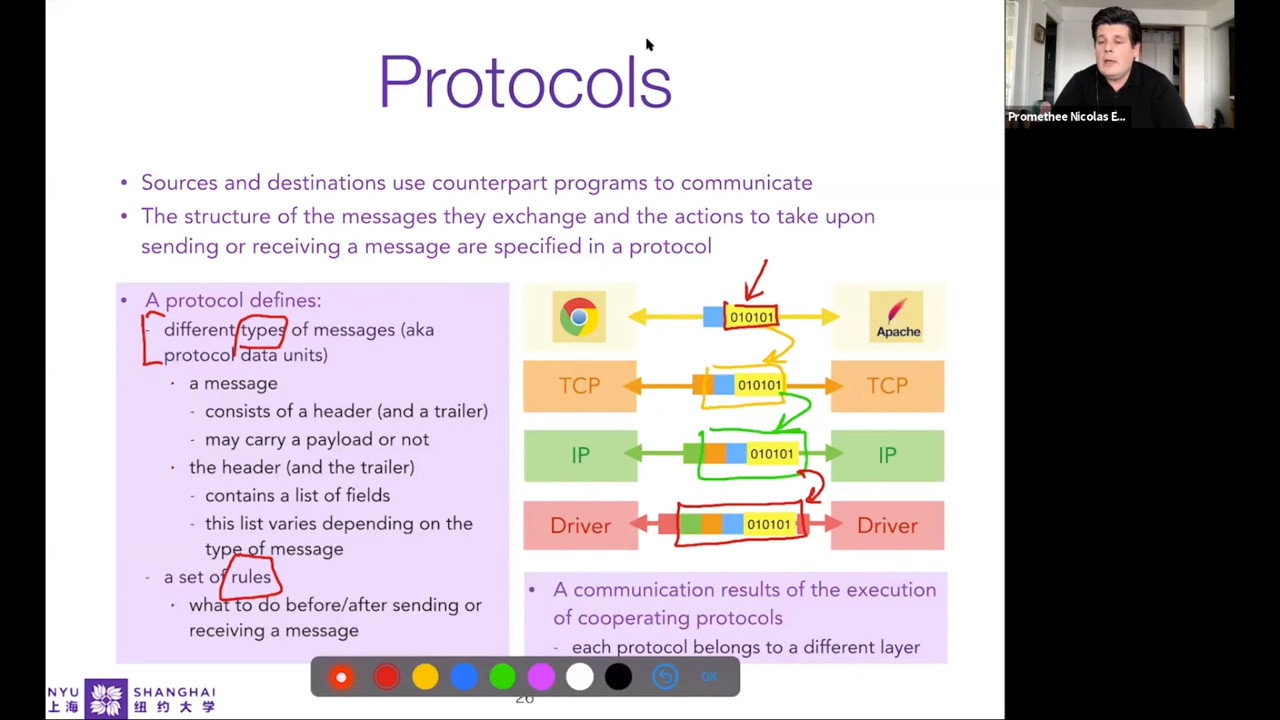 Protocols
Promethee Nicolas E...
• Sources and destinations use counterpart programs to communicate
• The structure of the messages they exchange and the actions to take upon
sending or receiving a message are specified in a protocol
• A protocol defines:
- different types of messages (aka
protocol data units)
· a message
- consists of a header (and a trailer)
- may carry a payload or not
· the header (and the trailer)
- contains a list of fields
- this list varies depending on the
type of message
- a set of rules
· what to do before/after sending or
receiving a message
010101
Apache
TCP
010101
TCP
IP
010101
IP
Driver
010101
Driver
• A communication results of the execution
of cooperating protocols
- each protocol belongs to a different layer
OK
26
NYU SHANGHAI
上海 纽约大学